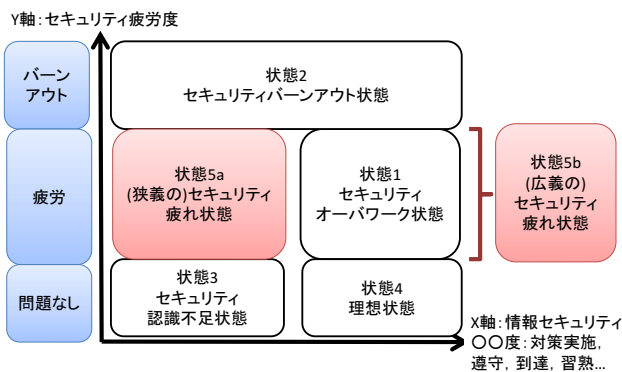 Y軸：セキュリティ疲労度
バーン
アウト
状態2
セキュリティバーンアウト状態
疲労
状態5a
(狭義の)セキュリティ
疲れ状態
状態1
セキュリティ
オーバワーク状態
状態5b
(広義の)
セキュリティ
疲れ状態
問題なし
状態3
セキュリティ
認識不足状態
状態4
理想状態
X軸：情報セキュリティ
〇〇度：対策実施，
遵守，到達，習熟…